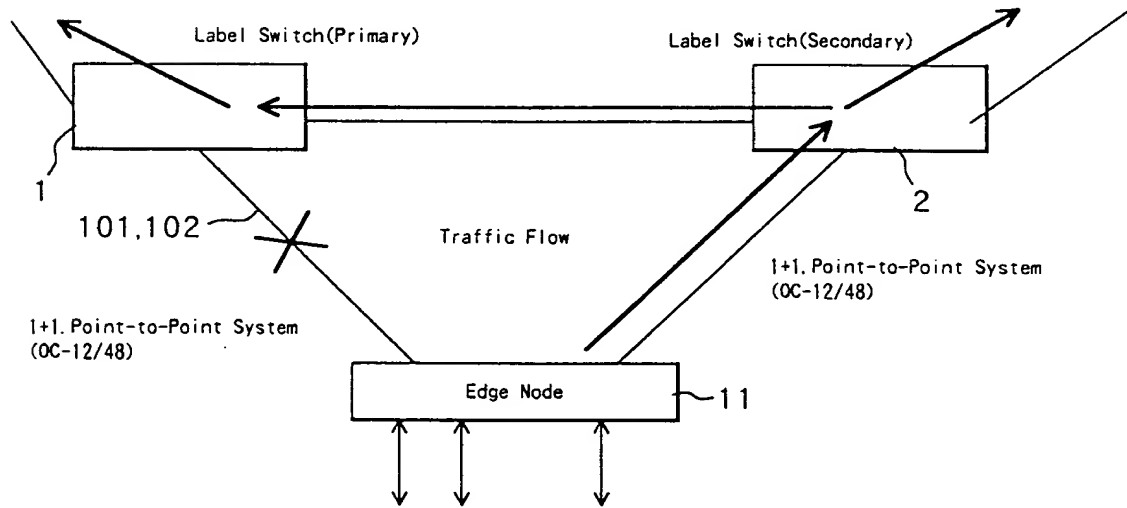 Label Switch(Primary)
Label Switch(Secondary)
1
2
101,102
Traffic Flow
1+1. Point-to-Point System
(OC-12/48)
1+1. Point-to-Point System
(OC-12/48)
Edge Node
11